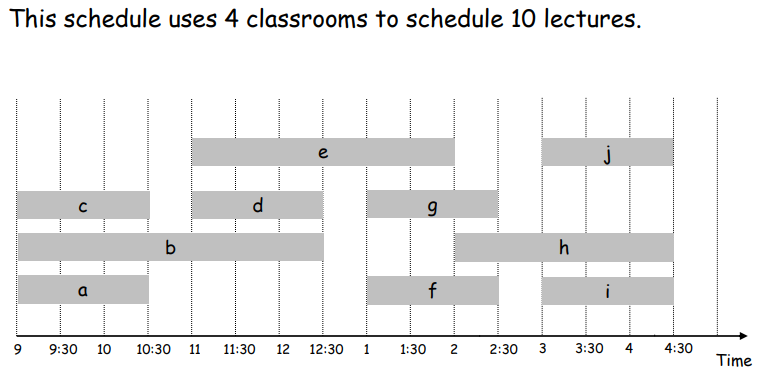 This schedule uses 4 classrooms to schedule 10 lectures.
e j
c d g
b h
a f i
9 9:30 10 10:30 11 11:30 12 12:30 1 1:30 2 2:30 3 3:30 4 4:30
Time